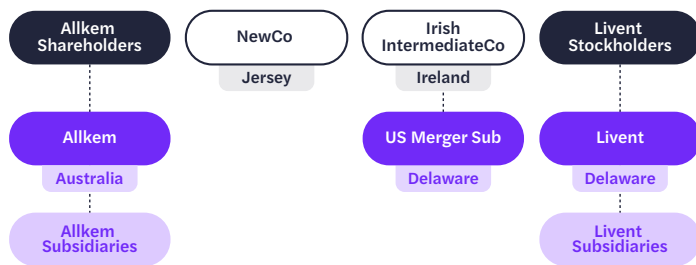 Allkem
Shareholders
NewCo
Jersey
Irish
IntermediateCo
Ireland
Livent
Stockholders
Allkem
Australia
US Merger Sub
Delaware
Livent
Delaware
Allkem
Subsidiaries
Livent
Subsidiaries